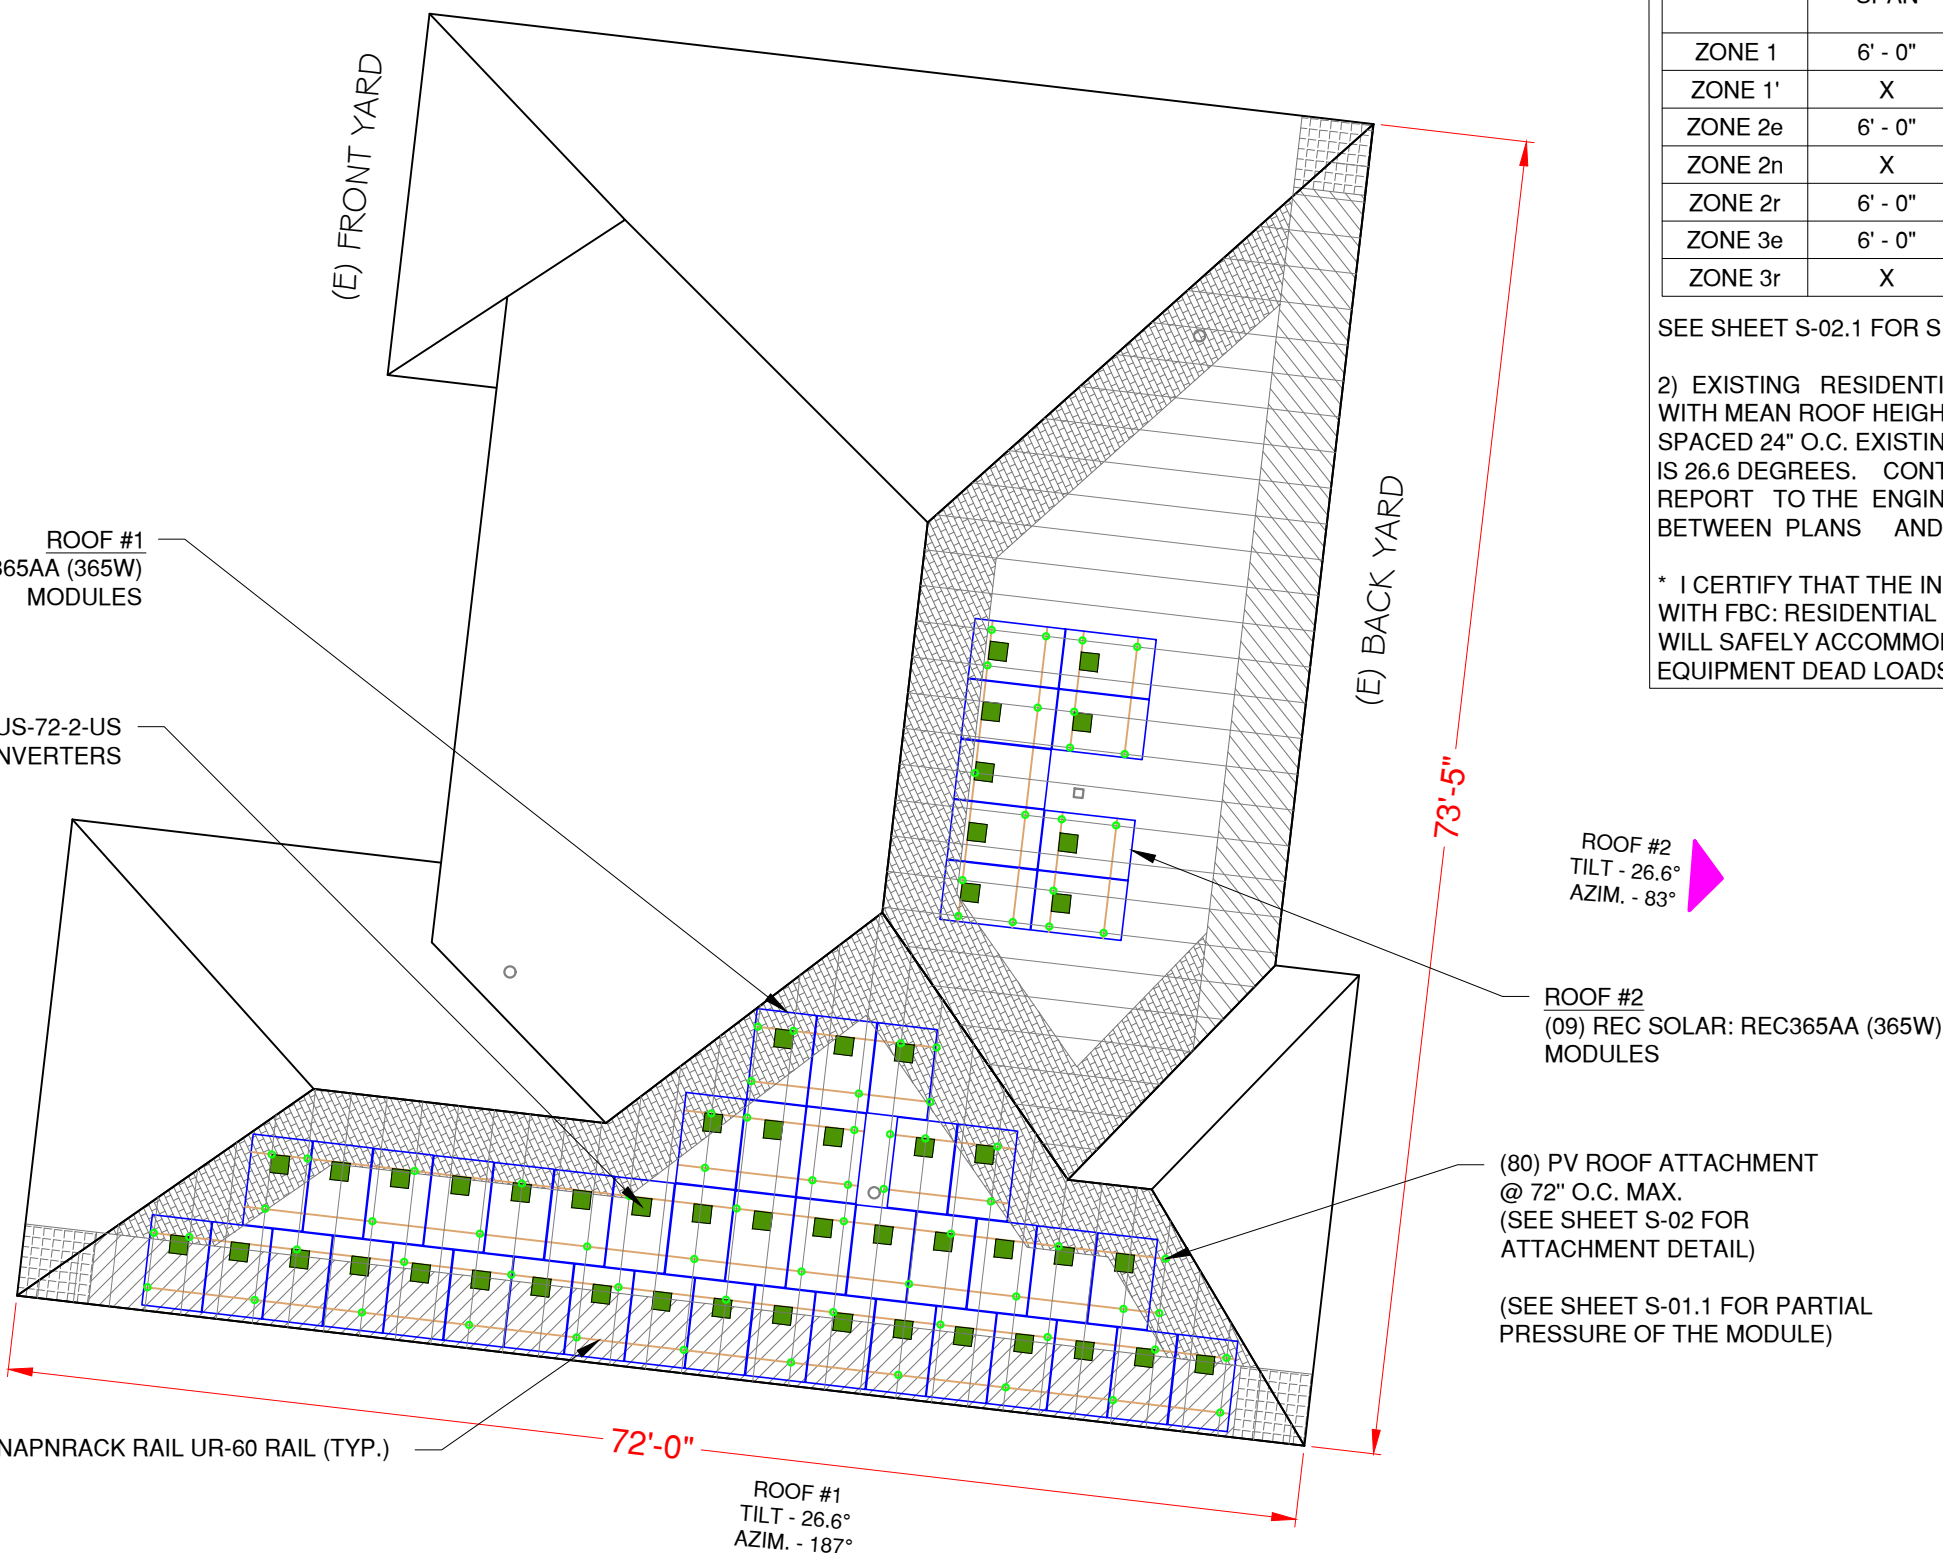 (E) FRONT YARD
ROOF #1
365AA (365W)
MODULES
US-72-2-US
NVERTERS
(E) BACK YARD
73'-5"
ROOF #2
TILT - 26.6°
AZIM. - 83°
ROOF #2
(09) REC SOLAR: REC365AA (365W)
MODULES
(80) PV ROOF ATTACHMENT
@ 72" O.C. MAX.
(SEE SHEET S-02 FOR
ATTACHMENT DETAIL)
(SEE SHEET S-01.1 FOR PARTIAL
PRESSURE OF THE MODULE)
NAPNRACK RAIL UR-60 RAIL (TYP.)
72'-0"
ROOF #1
TILT - 26.6°
AZIM. - 187°
SPAN
ZONE 1 6' - 0"
ZONE 1' X
ZONE 2e 6' - 0"
ZONE 2n X
ZONE 2r 6' - 0"
ZONE 3e 6' - 0"
ZONE 3r X
SEE SHEET S-02.1 FOR S
2) EXISTING RESIDENTI
WITH MEAN ROOF HEIGH
SPACED 24" O.C. EXISTIN
IS 26.6 DEGREES. CONT
REPORT TO THE ENGIN
BETWEEN PLANS AND
* I CERTIFY THAT THE IN
WITH FBC: RESIDENTIAL
WILL SAFELY ACCOMMO
EQUIPMENT DEAD LOADS